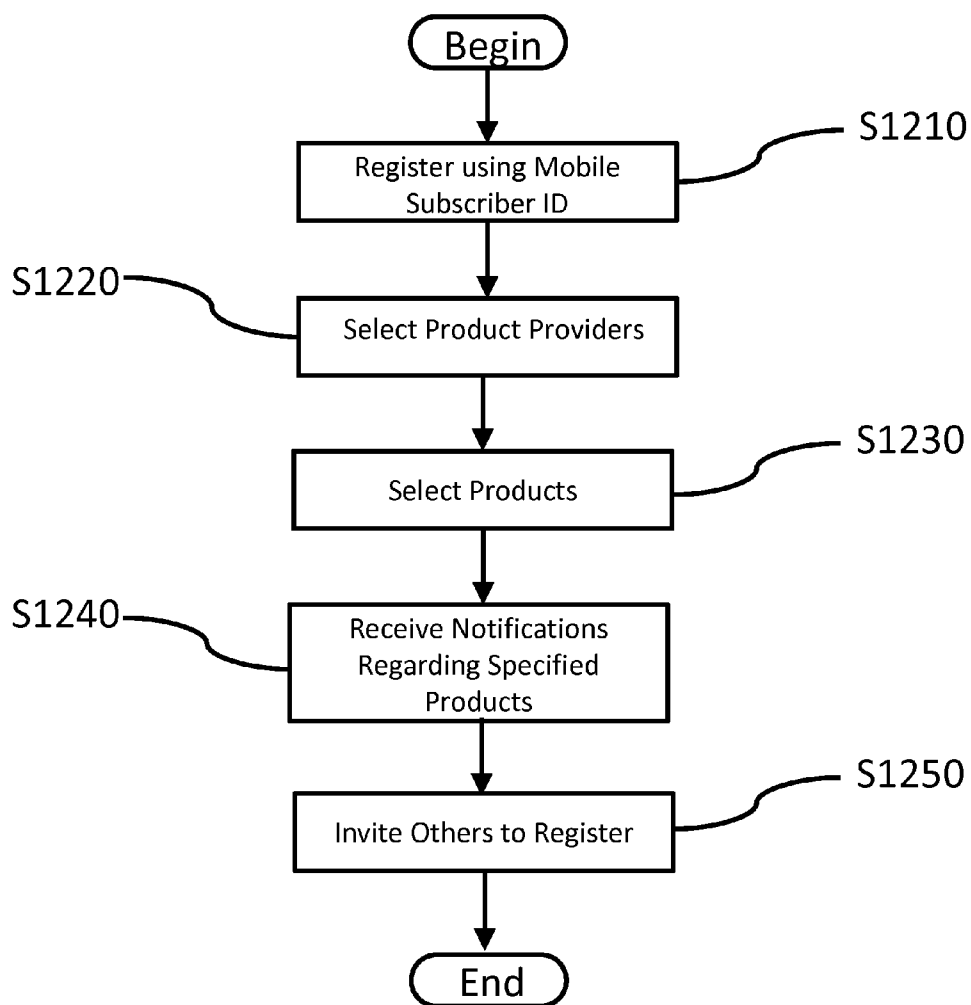 Begin
S1210
Register using Mobile
Subscriber ID
S1220
Select Product Providers
S1230
Select Products
S1240
Receive Notifications
Regarding Specified
Products
S1250
Invite Others to Register
End